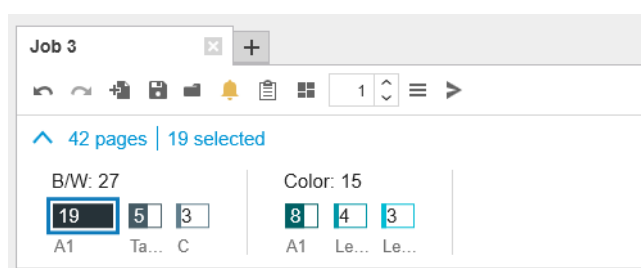 Job 3
1
42 pages | 19 selected
B/W: 27 Color: 15
19 5 3 8 4 3
A1 Ta... C A1 Le... Le...